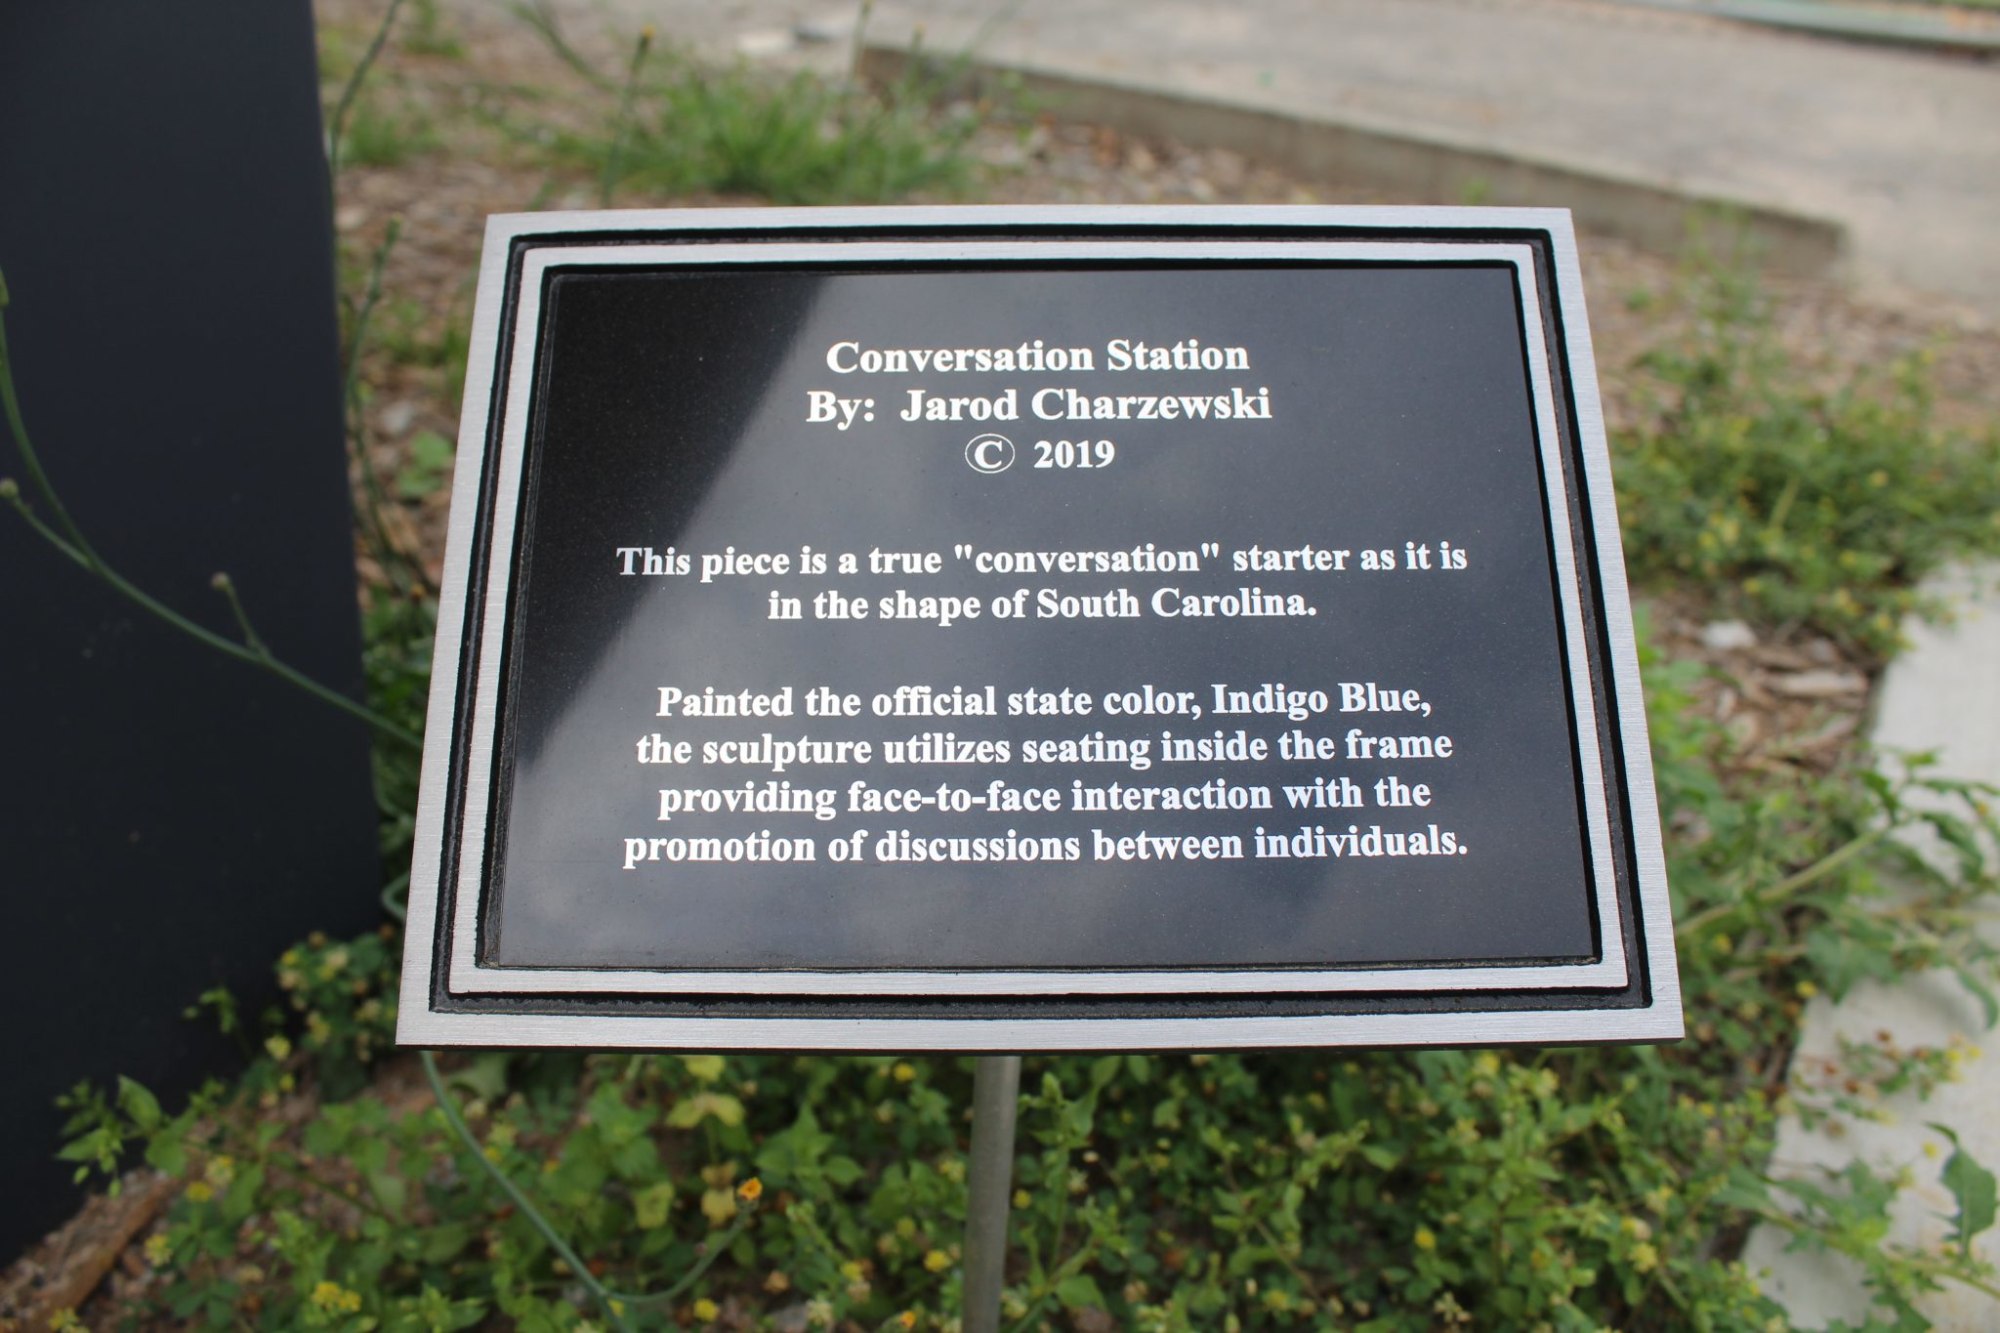 Conversation Station
By: Jarod Charzewski
© 2019
This piece is a true "conversation" starter as it is
in the shape of South Carolina.
Painted the official state color, Indigo Blue,
the sculpture utilizes seating inside the frame
providing face-to-face interaction with the
promotion of discussions between individuals.